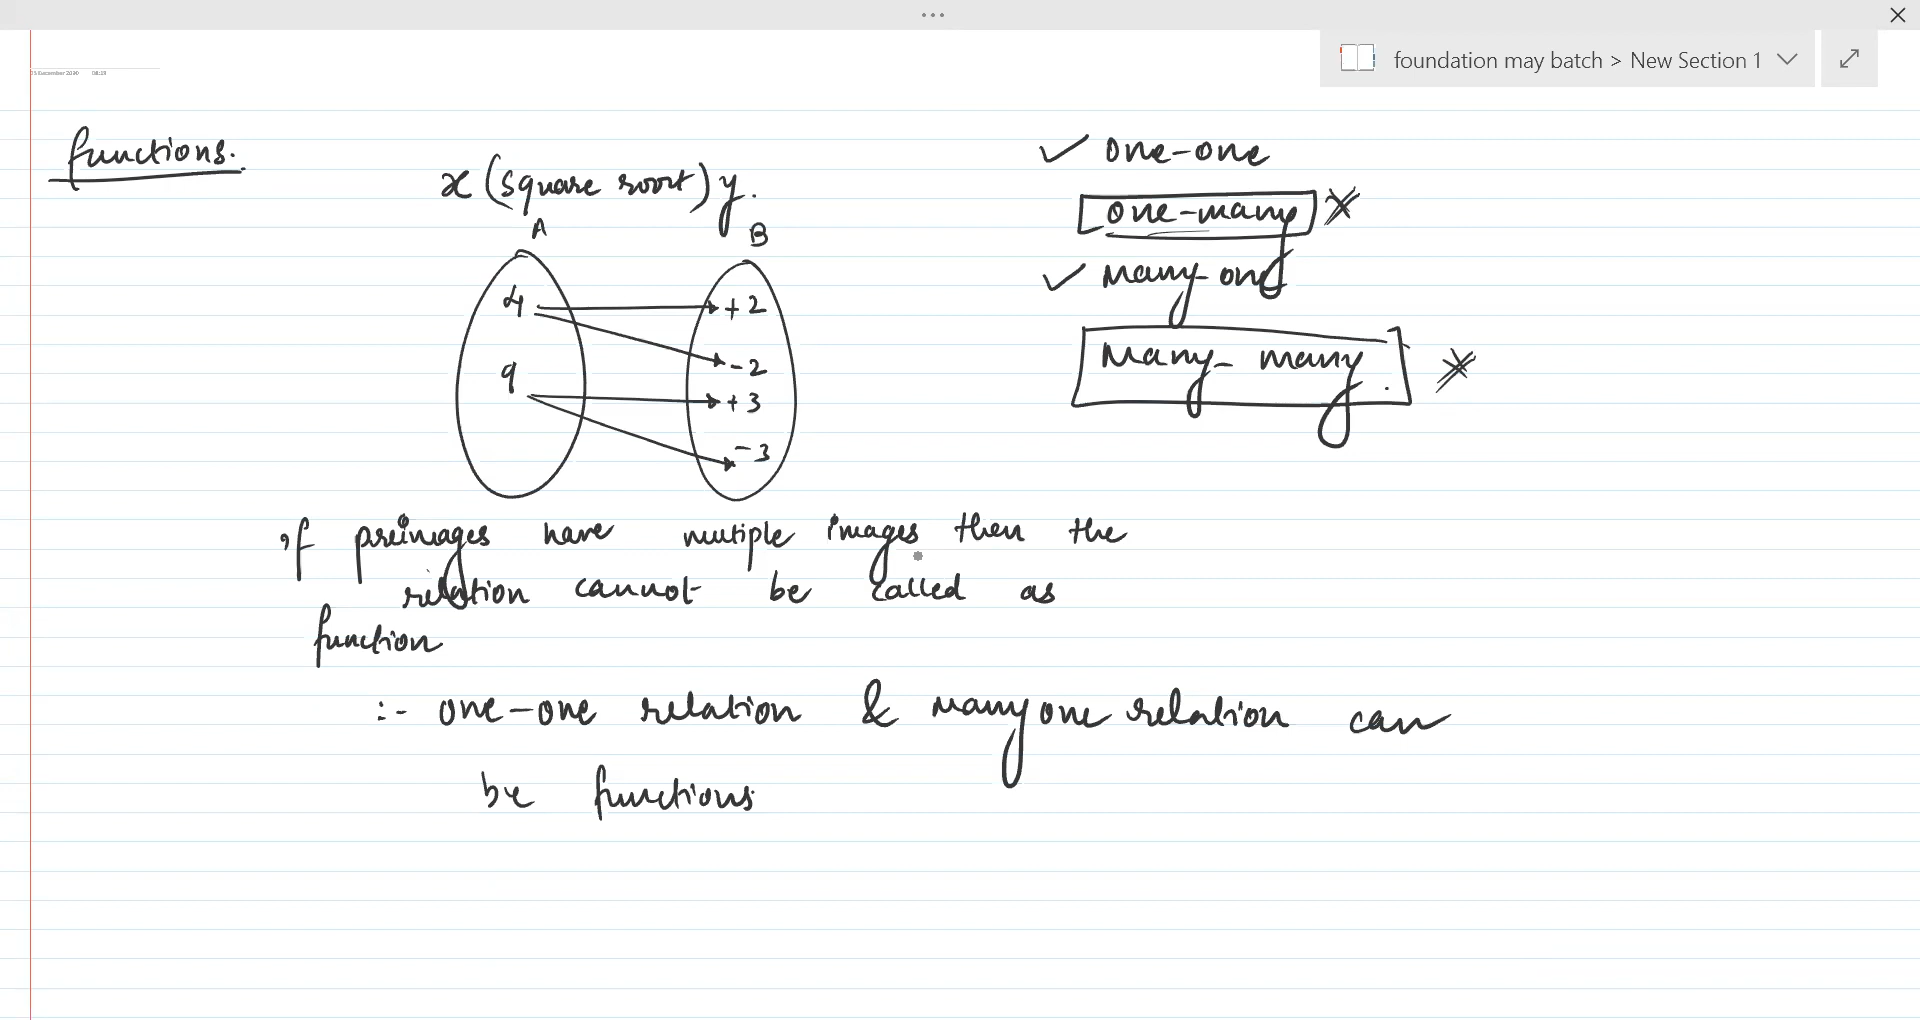 foundation may batch > New Section 1
functions.
x (square root) y.
A
B
4
9
+2
-2
+3
-3
✓ one-one
one-many
✓ Many-one
Many-many.
if preimages have mutiple images then the
relation cannot be called as
function
:- one-one relation & many one relation can
be functions